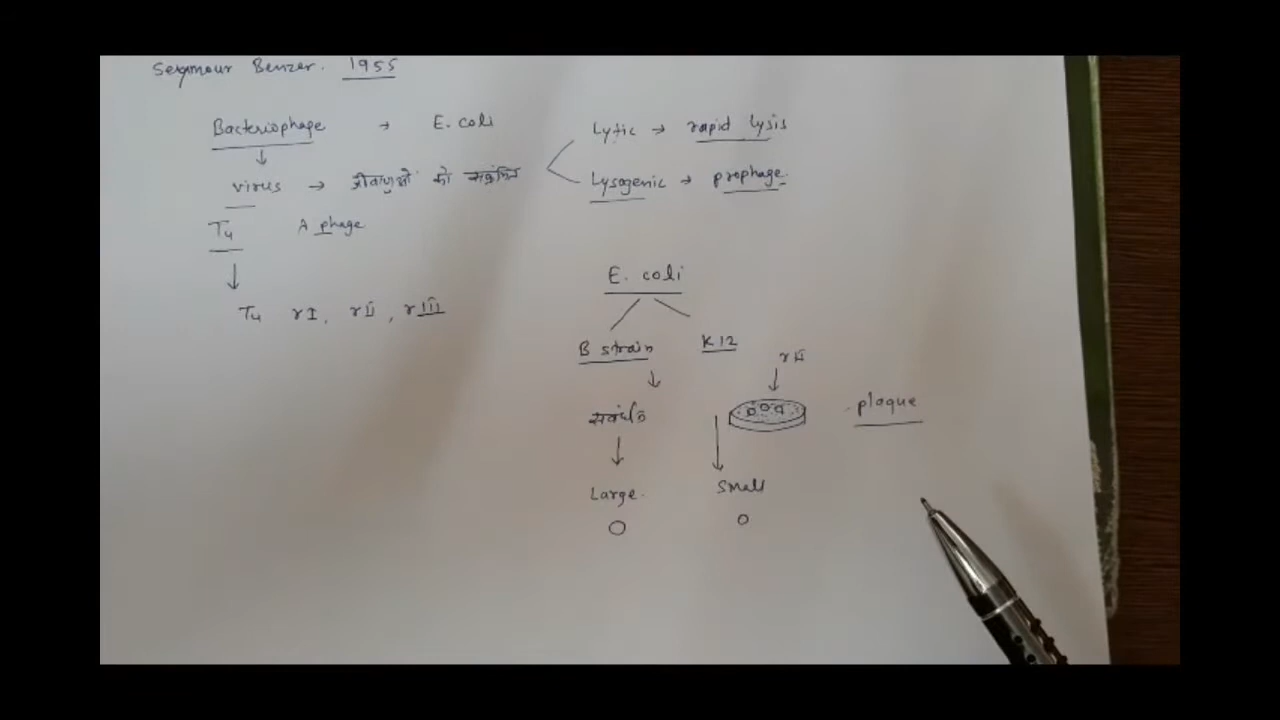 Seymour Benzer. 1955
Bacteriophage → E. coli
Lytic → rapid lysis
virus → जीवाणुओं को संक्रमित
Lysogenic → prophage
T4 λ phage
E. coli
T4 rI, rII, rIII
B strain K12
rII
संवर्धित
plaque
Large. Small